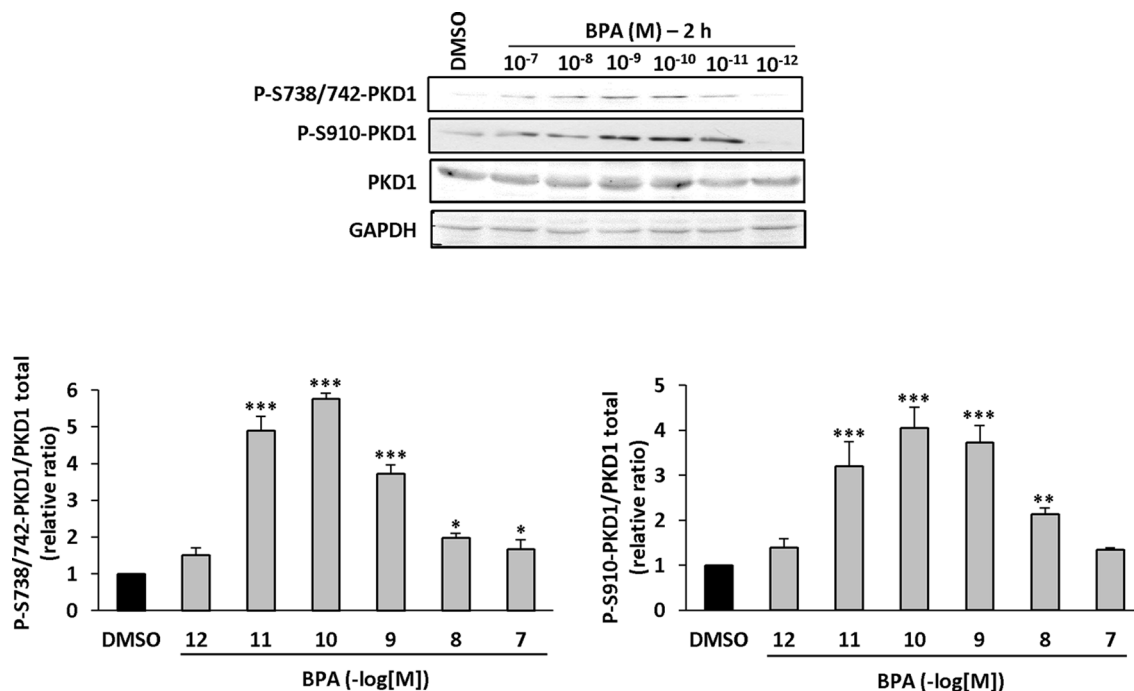 DMSO
BPA (M) – 2 h
10-7 10-8 10-9 10-10 10-11 10-12
P-S738/742-PKD1
P-S910-PKD1
PKD1
GAPDH
P-S738/742-PKD1/PKD1 total
(relative ratio)
6
5
4
3
2
1
0
***
***
***
*
*
DMSO 12 11 10 9 8 7
BPA (-log[M])
P-S910-PKD1/PKD1 total
(relative ratio)
5
4
3
2
1
0
***
***
***
**
DMSO 12 11 10 9 8 7
BPA (-log[M])